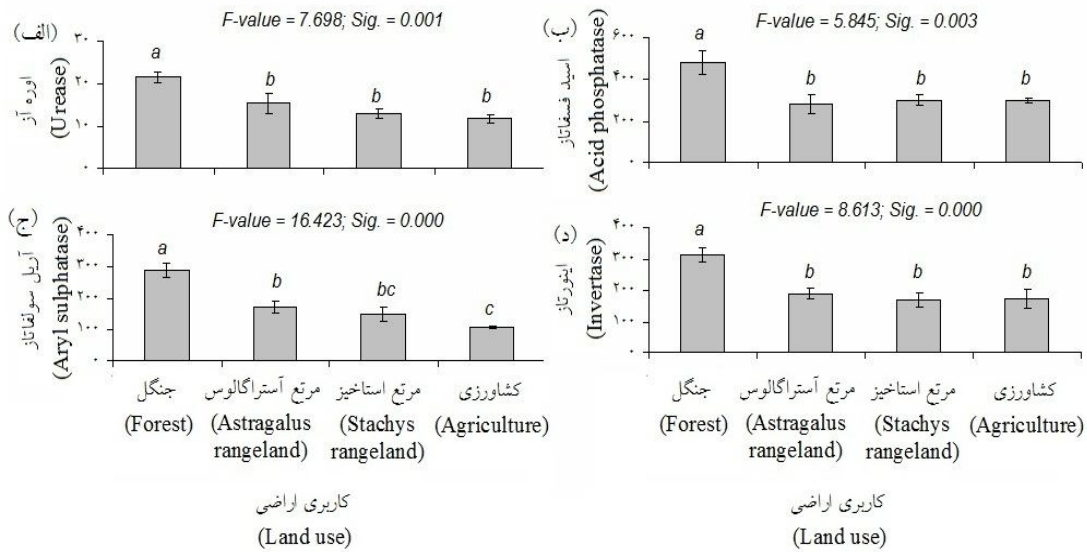 (الف)
F-value = 7.698; Sig. = 0.001
اوره آز
(Urease)
۳۰
۲۰
۱۰
۰
a
b
b
b
(ب)
F-value = 5.845; Sig. = 0.003
اسید فسفاتاز
(Acid phosphatase)
۶۰۰
۴۰۰
۲۰۰
۰
a
b
b
b
(ج)
F-value = 16.423; Sig. = 0.000
آریل سولفاتاز
(Aryl sulphatase)
۴۰۰
۳۰۰
۲۰۰
۱۰۰
۰
a
b
bc
c
جنگل
(Forest)
مرتع آستراگالوس
(Astragalus
rangeland)
مرتع استاخیز
(Stachys
rangeland)
کشاورزی
(Agriculture)
کاربری اراضی
(Land use)
(د)
F-value = 8.613; Sig. = 0.000
اینورتاز
(Invertase)
۴۰۰
۳۰۰
۲۰۰
۱۰۰
۰
a
b
b
b
جنگل
(Forest)
مرتع آستراگالوس
(Astragalus
rangeland)
مرتع استاخیز
(Stachys
rangeland)
کشاورزی
(Agriculture)
کاربری اراضی
(Land use)